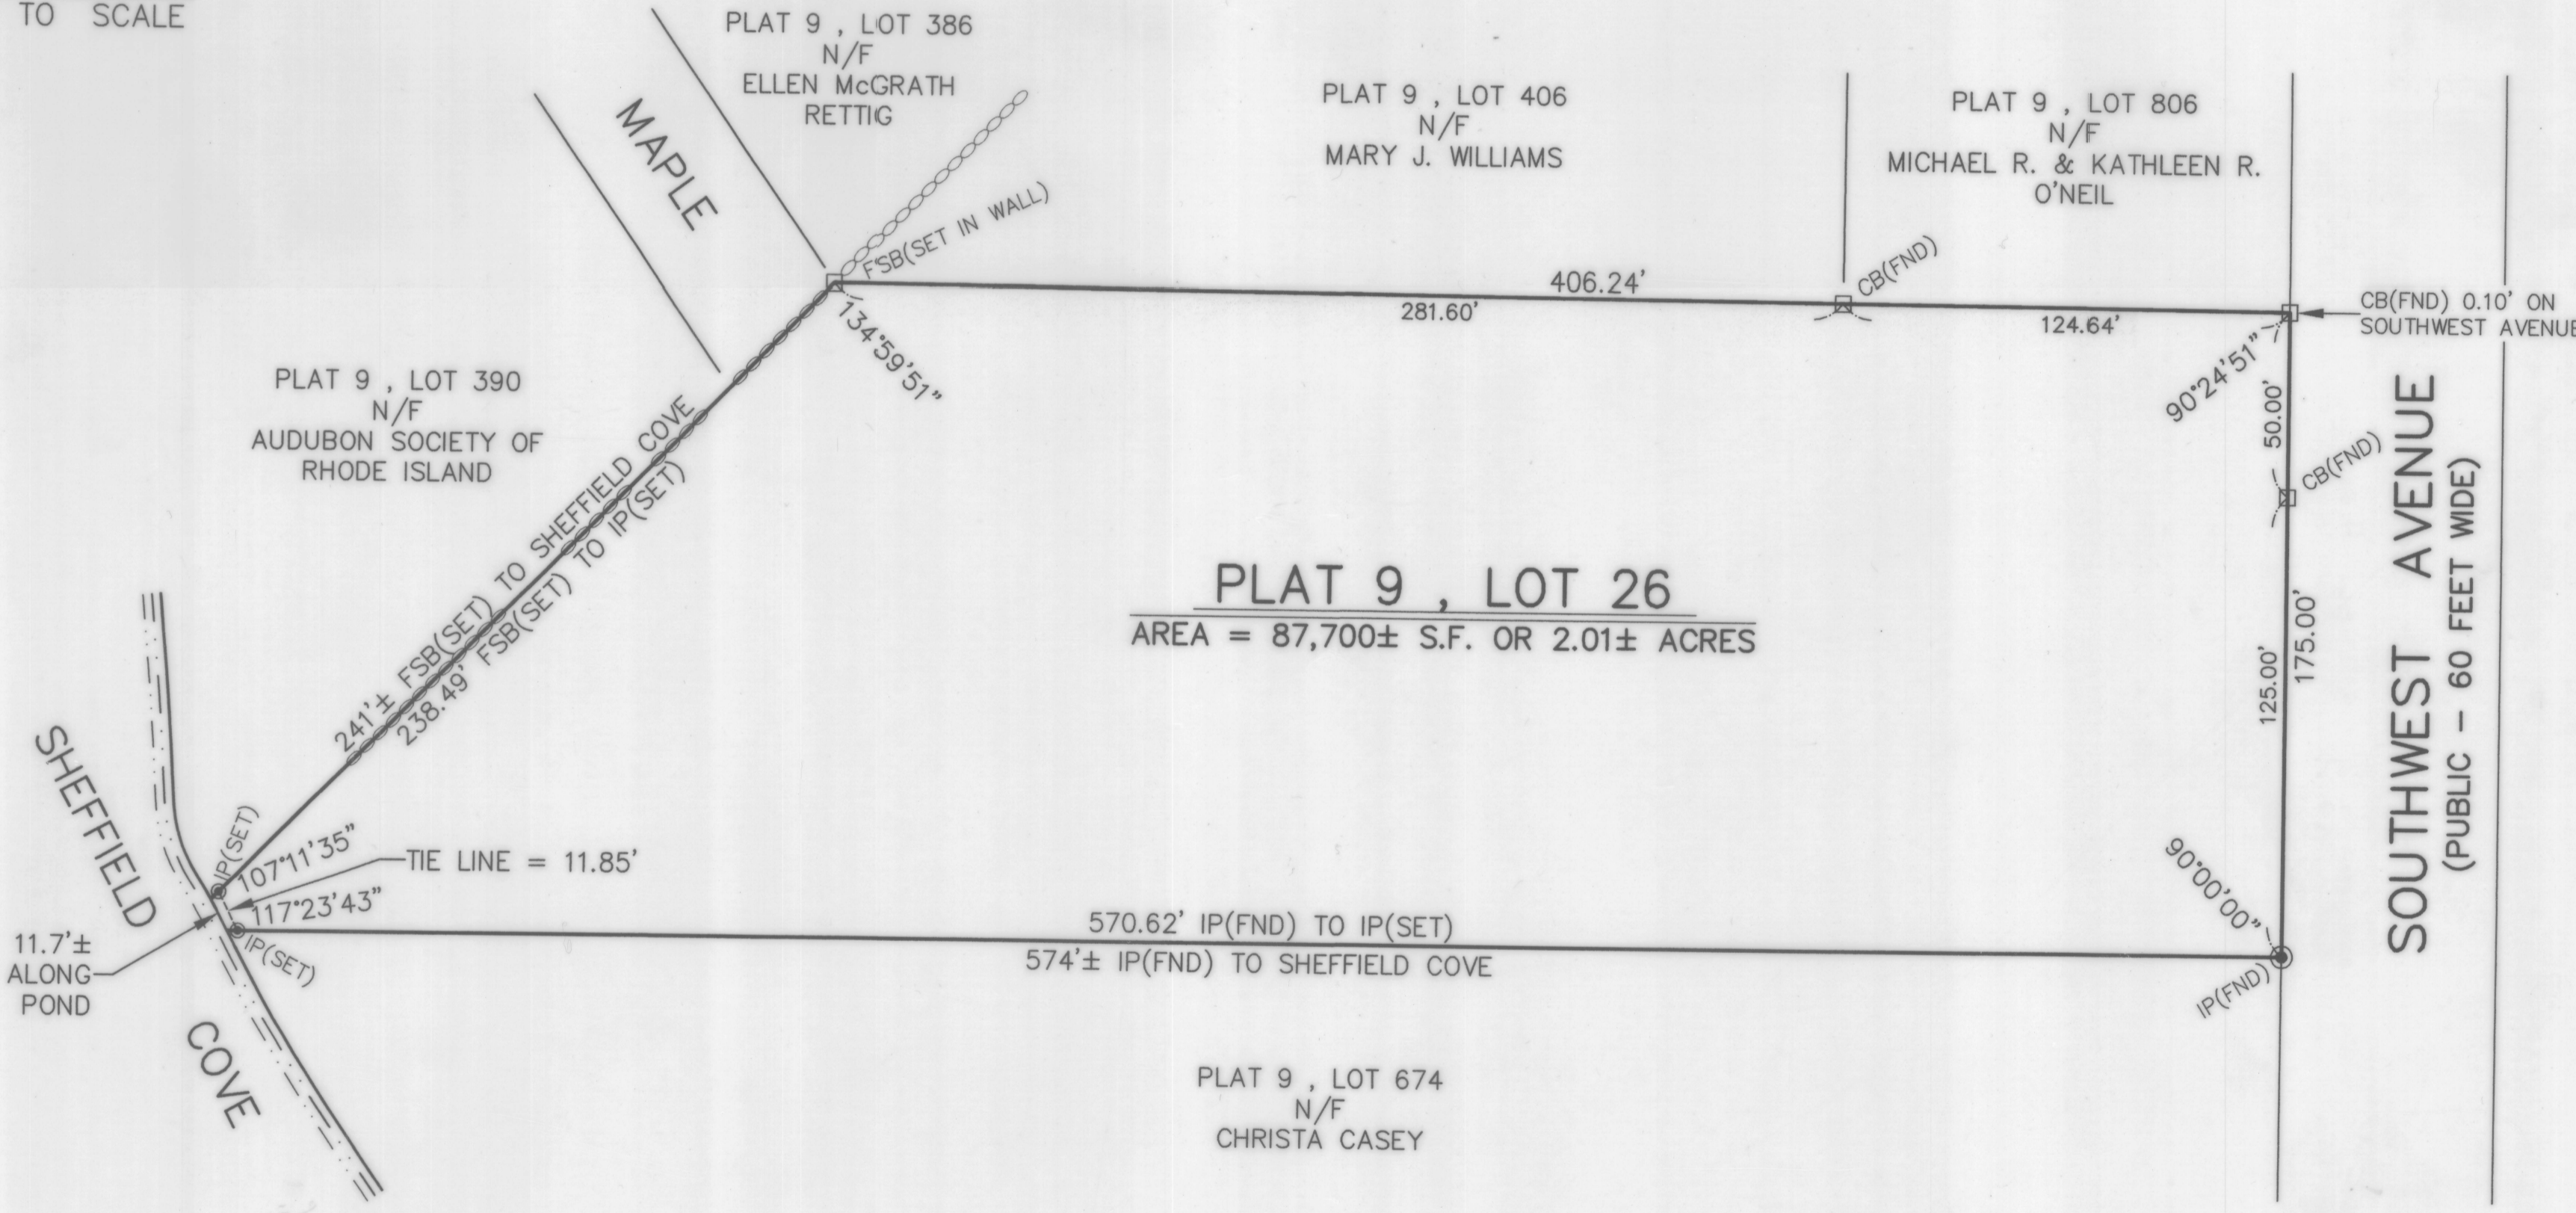 TO SCALE
PLAT 9 , LOT 386
N/F
ELLEN McGRATH
RETTIG
MAPLE
PLAT 9 , LOT 406
N/F
MARY J. WILLIAMS
PLAT 9 , LOT 806
N/F
MICHAEL R. & KATHLEEN R.
O'NEIL
FSB(SET IN WALL)
134°59'51"
406.24'
281.60'
CB(FND)
124.64'
CB(FND) 0.10' ON
SOUTHWEST AVENUE
90°24'51"
50.00'
CB(FND)
PLAT 9 , LOT 390
N/F
AUDUBON SOCIETY OF
RHODE ISLAND
241'± FSB(SET) TO SHEFFIELD COVE
238.49' FSB(SET) TO IP(SET)
PLAT 9 , LOT 26
AREA = 87,700± S.F. OR 2.01± ACRES
175.00'
125.00'
SOUTHWEST AVENUE
(PUBLIC - 60 FEET WIDE)
SHEFFIELD
COVE
IP(SET)
107°11'35"
TIE LINE = 11.85'
117°23'43"
IP(SET)
11.7'±
ALONG
POND
570.62' IP(FND) TO IP(SET)
574'± IP(FND) TO SHEFFIELD COVE
90°00'00"
IP(FND)
PLAT 9 , LOT 674
N/F
CHRISTA CASEY